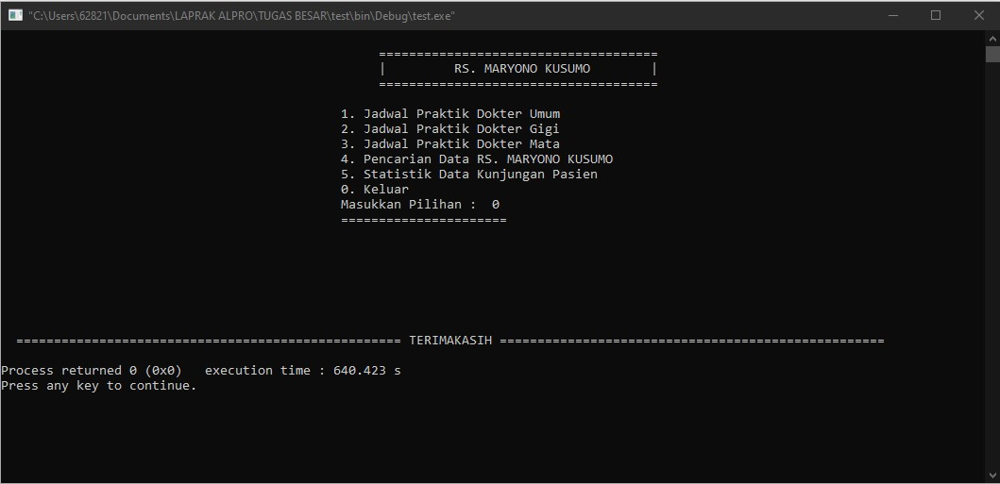 "C:\Users\62821\Documents\LAPRAK ALPRO\TUGAS BESAR\test\bin\Debug\test.exe"
=====================================
|         RS. MARYONO KUSUMO        |
=====================================
1. Jadwal Praktik Dokter Umum
2. Jadwal Praktik Dokter Gigi
3. Jadwal Praktik Dokter Mata
4. Pencarian Data RS. MARYONO KUSUMO
5. Statistik Data Kunjungan Pasien
0. Keluar
Masukkan Pilihan :  0
======================
=================================================== TERIMAKASIH ===================================================
Process returned 0 (0x0)   execution time : 640.423 s
Press any key to continue.